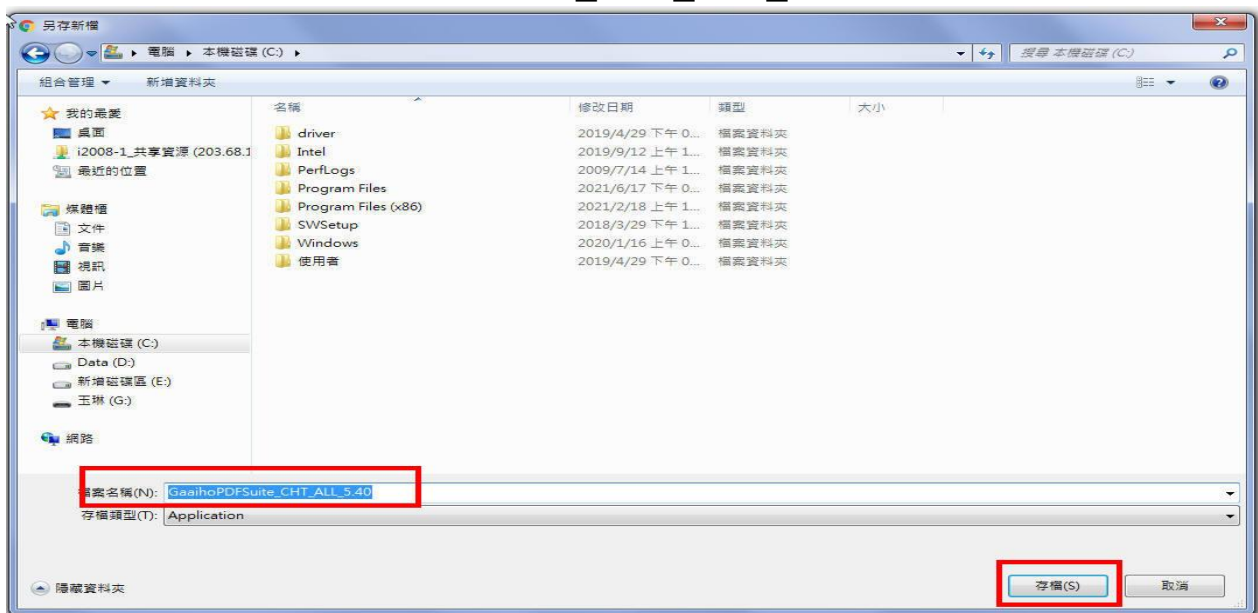 另存新檔
電腦 ▸ 本機磁碟 (C:) ▸ 搜尋 本機磁碟 (C:)
組合管理 ▼ 新增資料夾
名稱 修改日期 類型 大小
我的最愛
桌面
i2008-1_共享資源 (203.68.1
最近的位置
媒體櫃
文件
音樂
視訊
圖片
電腦
本機磁碟 (C:)
Data (D:)
新增磁碟區 (E:)
玉琳 (G:)
網路
driver 2019/4/29 下午 0... 檔案資料夾
Intel 2019/9/12 上午 1... 檔案資料夾
PerfLogs 2009/7/14 上午 1... 檔案資料夾
Program Files 2021/6/17 下午 0... 檔案資料夾
Program Files (x86) 2021/2/18 上午 1... 檔案資料夾
SWSetup 2018/3/29 下午 1... 檔案資料夾
Windows 2020/1/16 上午 0... 檔案資料夾
使用者 2019/4/29 下午 0... 檔案資料夾
檔案名稱(N): GaaihoPDFSuite_CHT_ALL_5.40
存檔類型(T): Application
隱藏資料夾 存檔(S) 取消